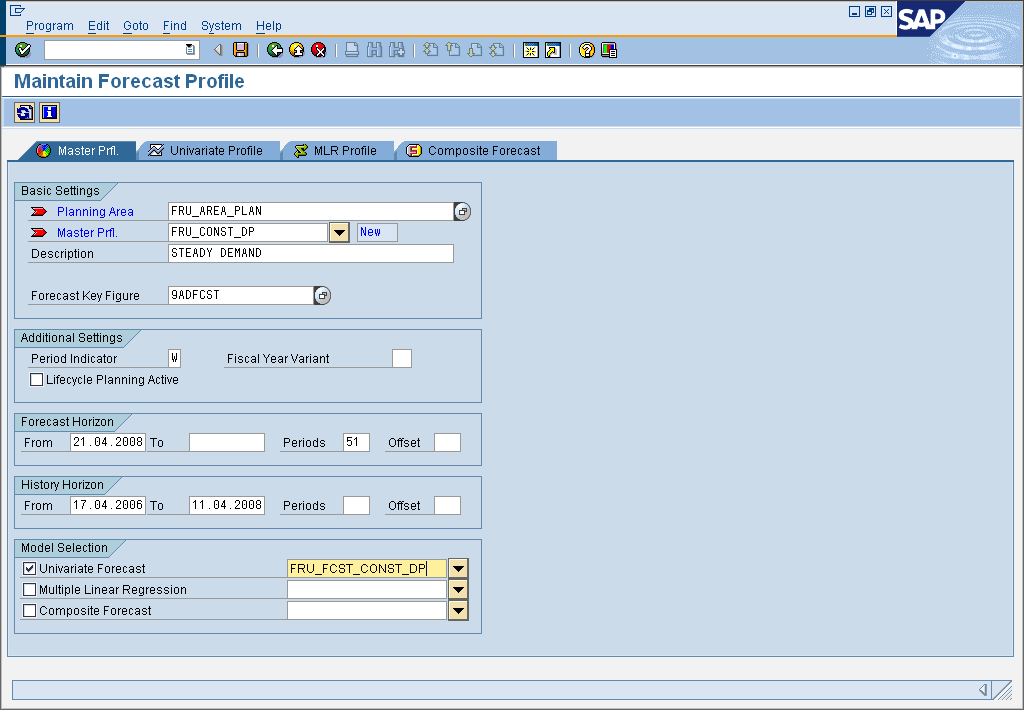 Program Edit Goto Find System Help
SAP
Maintain Forecast Profile
Master Prfl. Univariate Profile MLR Profile Composite Forecast
Basic Settings
Planning Area FRU_AREA_PLAN
Master Prfl. FRU_CONST_DP New
Description STEADY DEMAND
Forecast Key Figure 9ADFCST
Additional Settings
Period Indicator W Fiscal Year Variant
Lifecycle Planning Active
Forecast Horizon
From 21.04.2008 To Periods 51 Offset
History Horizon
From 17.04.2006 To 11.04.2008 Periods Offset
Model Selection
Univariate Forecast FRU_FCST_CONST_DP
Multiple Linear Regression
Composite Forecast